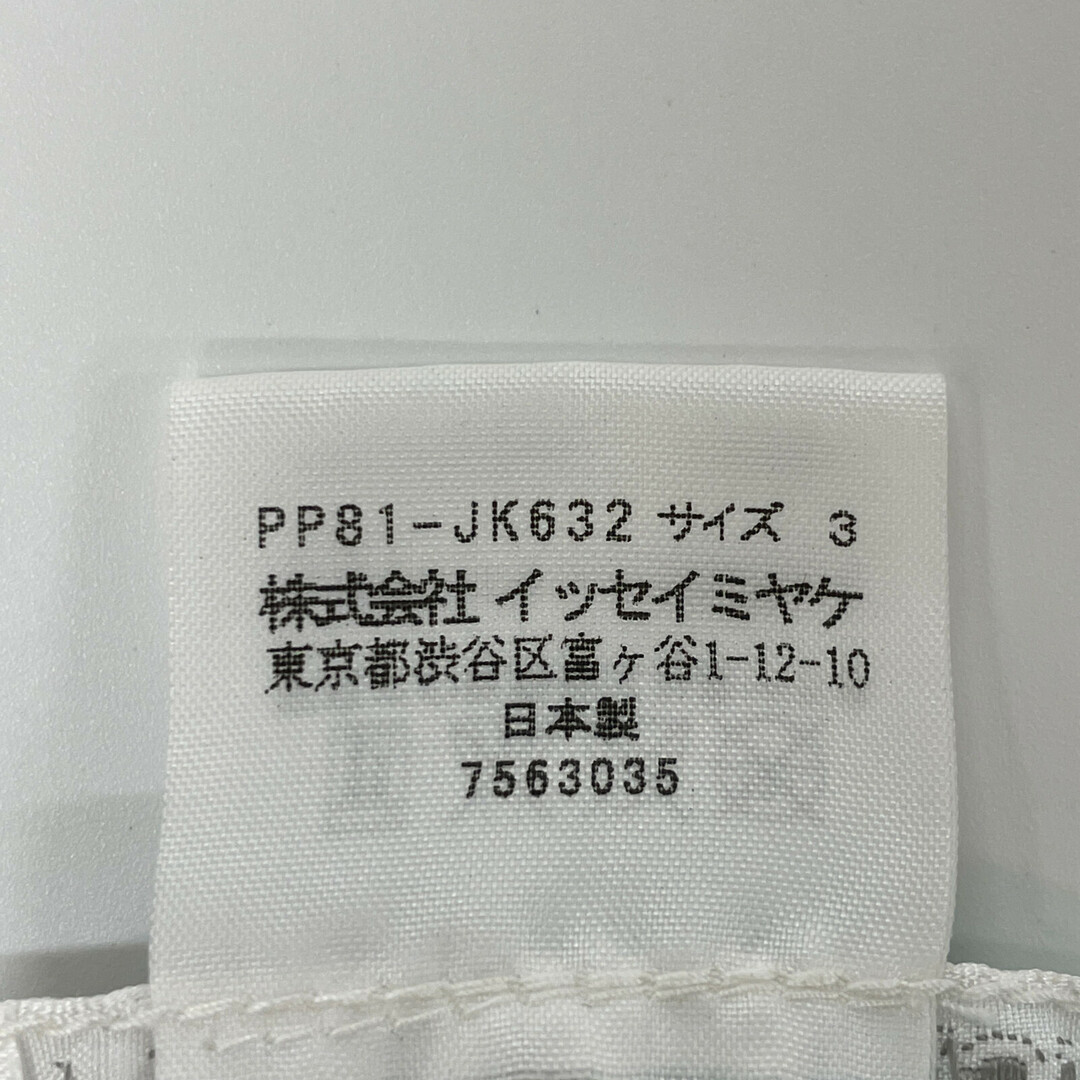 PP81-JK632 サイズ 3
株式会社 イッセイミヤケ
東京都渋谷区富ヶ谷1-12-10
日本製
7563035